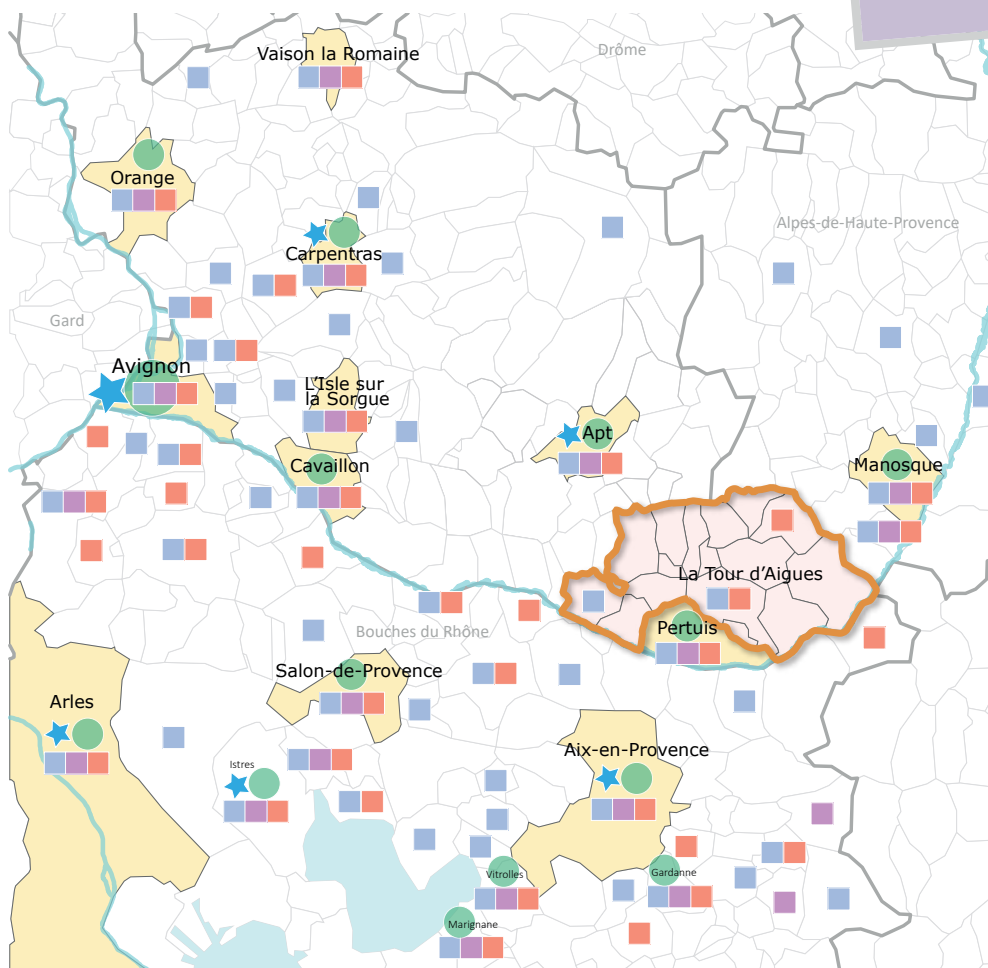 Vaison la Romaine
Drôme
Orange
Alpes-de-Haute-Provence
Carpentras
Gard
Avignon
L'Isle sur
la Sorgue
Apt
Cavaillon
Manosque
La Tour d'Aigues
Pertuis
Bouches du Rhône
Salon-de-Provence
Arles
Aix-en-Provence
Istres
Vitrolles
Gardanne
Marignane